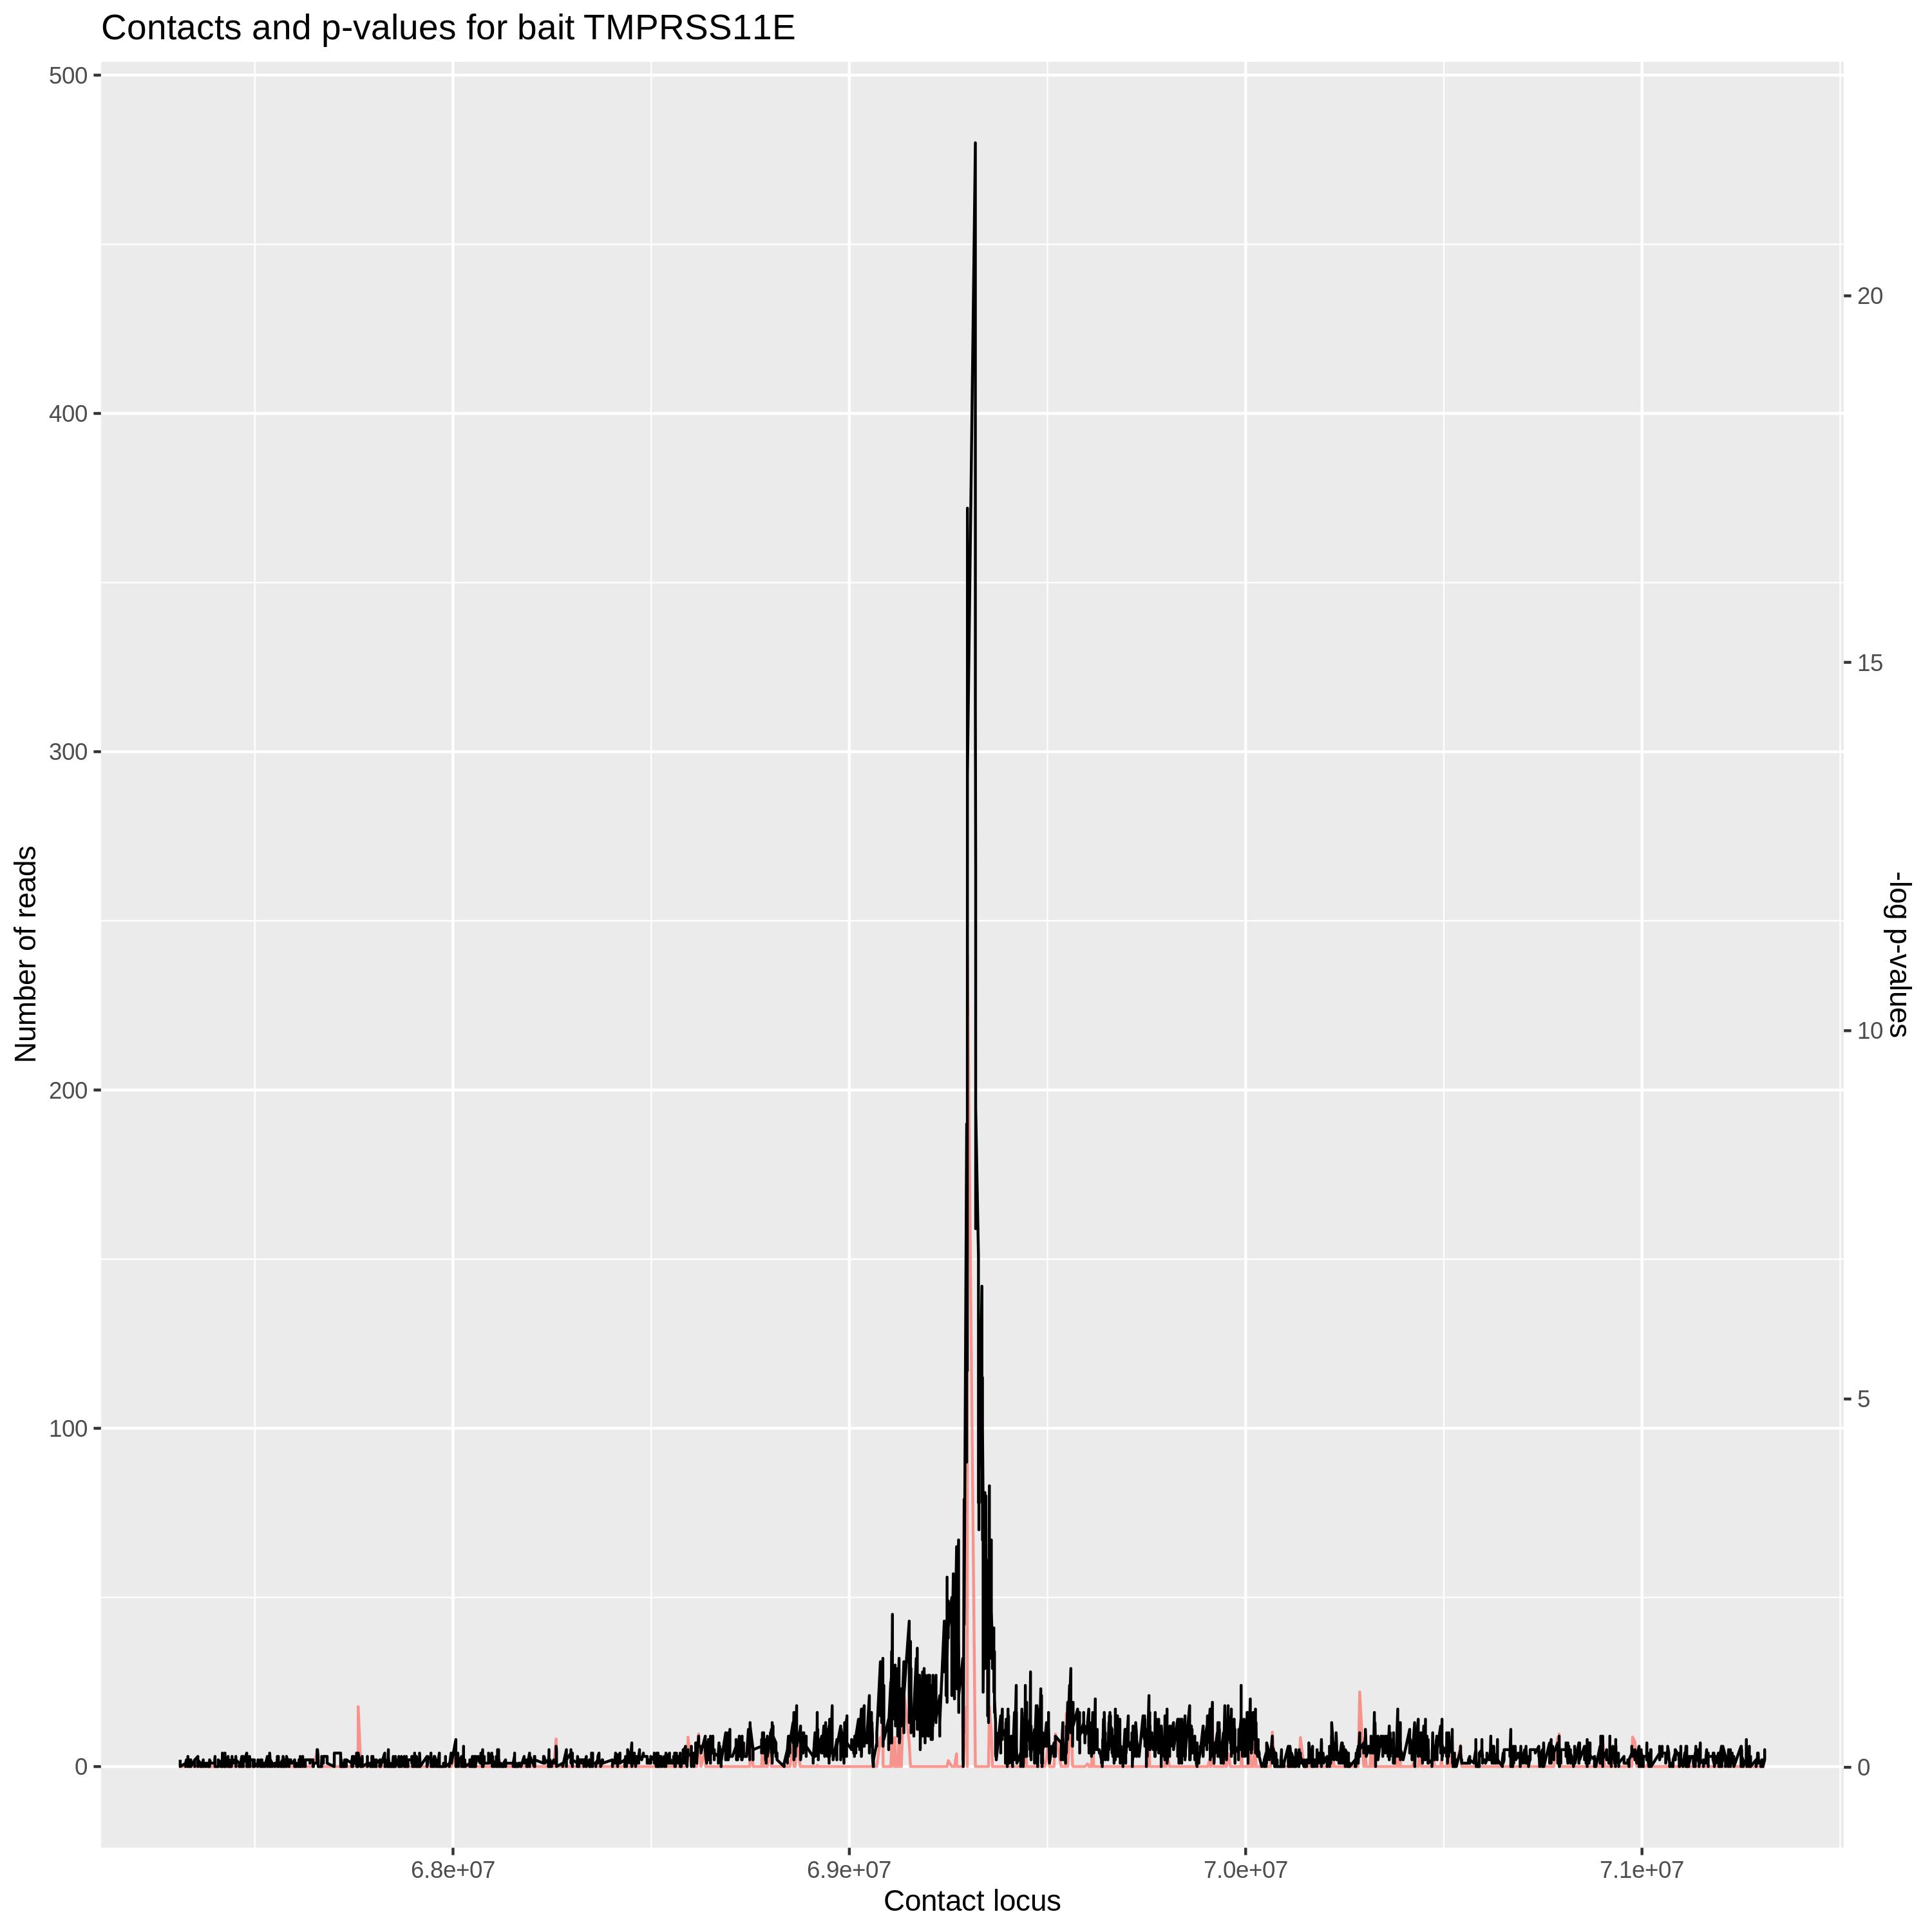 Contacts and p-values for bait TMPRSS11E
500
400
300
200
100
0
Number of reads
20
15
10
5
0
-log p-values
6.8e+07
6.9e+07
7.0e+07
7.1e+07
Contact locus